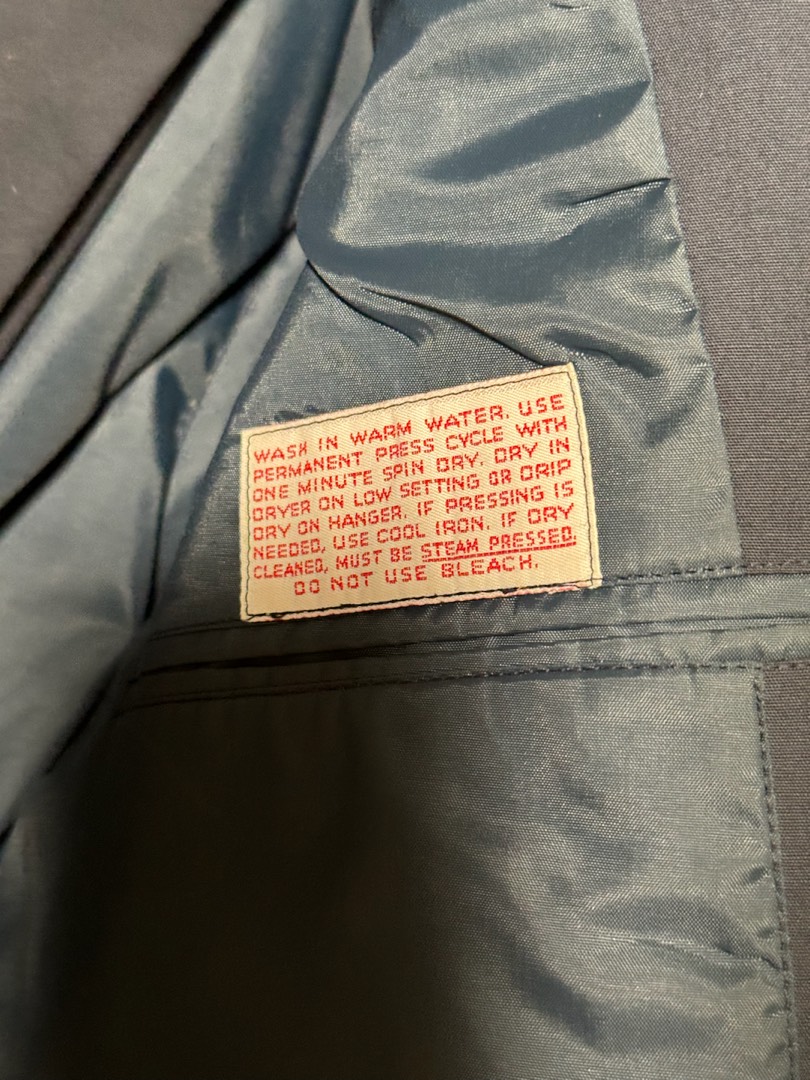 WASH IN WARM WATER. USE
PERMANENT PRESS CYCLE WITH
ONE MINUTE SPIN DRY. DRY IN
DRYER ON LOW SETTING OR DRIP
DRY ON HANGER. IF PRESSING IS
NEEDED, USE COOL IRON. IF DRY
CLEANED, MUST BE STEAM PRESSED.
DO NOT USE BLEACH.